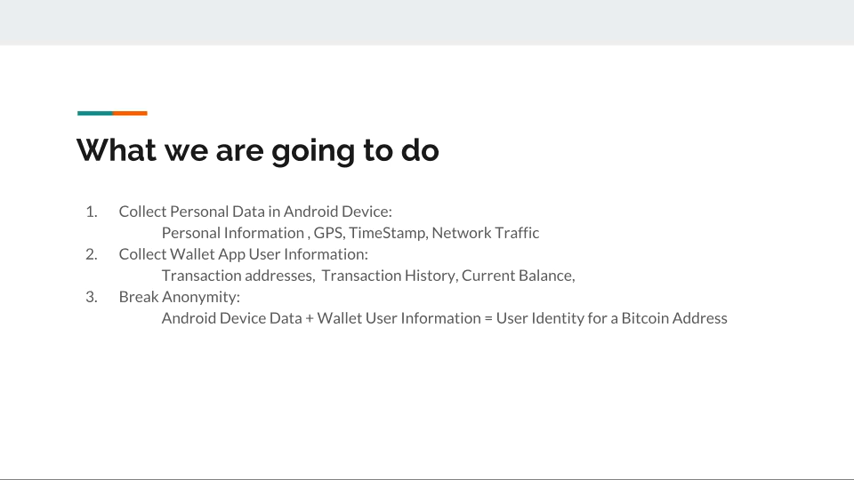 What we are going to do
1. Collect Personal Data in Android Device:
Personal Information , GPS, TimeStamp, Network Traffic
2. Collect Wallet App User Information:
Transaction addresses,  Transaction History, Current Balance,
3. Break Anonymity:
Android Device Data + Wallet User Information = User Identity for a Bitcoin Address